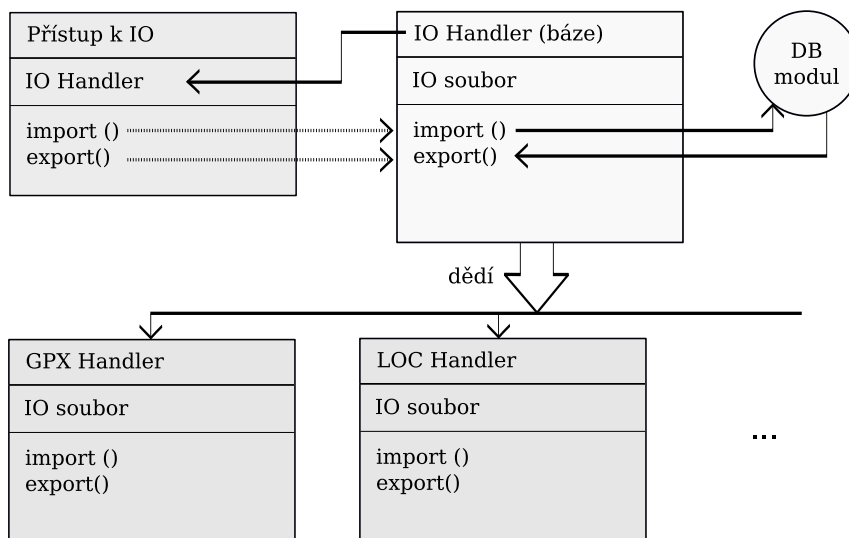 Přístup k IO
IO Handler
import ()
export()
IO Handler (báze)
IO soubor
import ()
export()
DB
modul
dědí
GPX Handler
IO soubor
import ()
export()
LOC Handler
IO soubor
import ()
export()
...